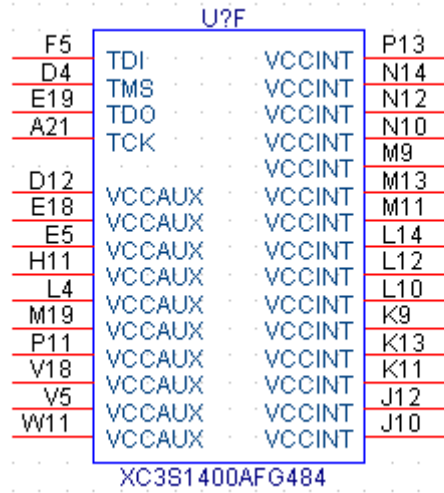 U?F
F5 TDI VCCINT P13
D4 TMS VCCINT N14
E19 TDO VCCINT N12
A21 TCK VCCINT N10
VCCINT M9
D12 VCCAUX VCCINT M13
E18 VCCAUX VCCINT M11
E5 VCCAUX VCCINT L14
H11 VCCAUX VCCINT L12
L4 VCCAUX VCCINT L10
M19 VCCAUX VCCINT K9
P11 VCCAUX VCCINT K13
V18 VCCAUX VCCINT K11
V5 VCCAUX VCCINT J12
W11 VCCAUX VCCINT J10
XC3S1400AFG484